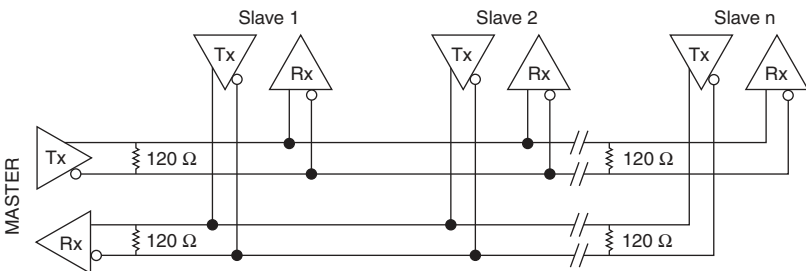 Slave 1
Slave 2
Slave n
Tx
Rx
Tx
Rx
Tx
Rx
MASTER
Tx
120 Ω
120 Ω
Rx
120 Ω
120 Ω